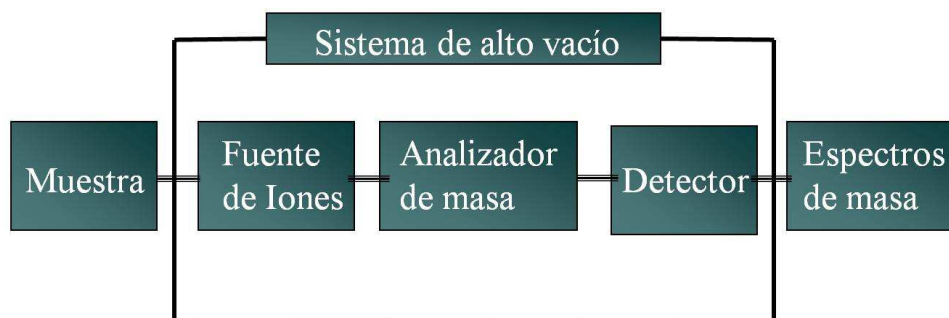 Sistema de alto vacío
Muestra
Fuente
de Iones
Analizador
de masa
Detector
Espectros
de masa